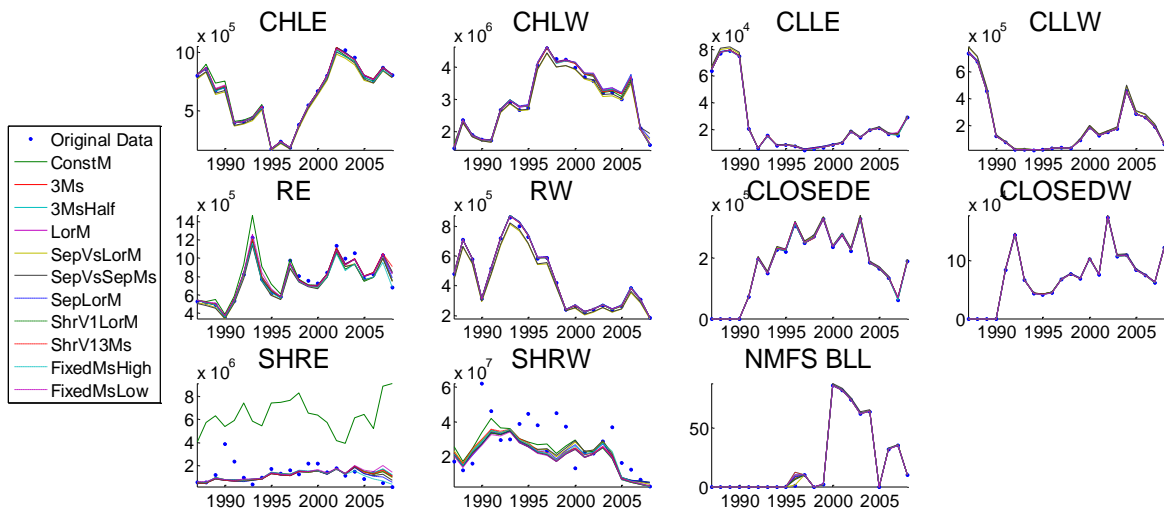 CHLE CHLW CLLE CLLW
x 10^5 x 10^6 x 10^4 x 10^5
10 4 8 6
5 3 6 4
2 4 2
2
1990 1995 2000 2005 1990 1995 2000 2005 1990 1995 2000 2005 1990 1995 2000 2005
Original Data
ConstM
3Ms
3MsHalf
LorM
SepVsLorM
SepVsSepMs
SepLorM
ShrV1LorM
ShrV13Ms
FixedMsHigh
FixedMsLow
RE RW CLOSEDE CLOSEDW
x 10^5 x 10^5 x 10^5 x 10^4
14 8 2 10
12 6 0 0
10 4
8 2
6
4
1990 1995 2000 2005 1990 1995 2000 2005 1990 1995 2000 2005 1990 1995 2000 2005
SHRE SHRW NMFS BLL
x 10^6 x 10^7
8 6 50
6 4 0
4 2
2
1990 1995 2000 2005 1990 1995 2000 2005 1990 1995 2000 2005